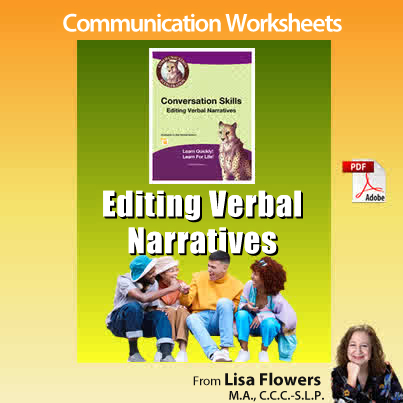 Communication Worksheets
Conversation Skills
Editing Verbal Narratives
Learn Quickly!
Learn For Life!
Editing Verbal
Narratives
PDF
Adobe
From Lisa Flowers
M.A., C.C.C.-S.L.P.